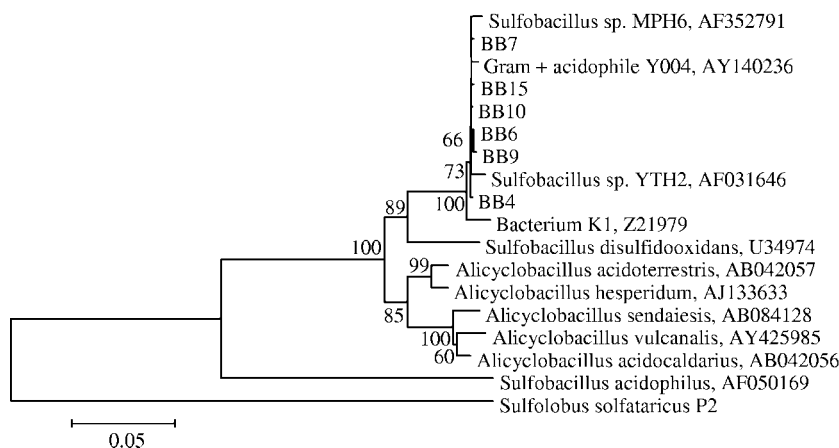 Sulfobacillus sp. MPH6, AF352791
BB7
Gram + acidophile Y004, AY140236
BB15
BB10
66
BB6
BB9
73
Sulfobacillus sp. YTH2, AF031646
100
BB4
89
Bacterium K1, Z21979
100
Sulfobacillus disulfidooxidans, U34974
99
Alicyclobacillus acidoterrestris, AB042057
Alicyclobacillus hesperidum, AJ133633
85
Alicyclobacillus sendaiesis, AB084128
100
Alicyclobacillus vulcanalis, AY425985
60
Alicyclobacillus acidocaldarius, AB042056
Sulfobacillus acidophilus, AF050169
Sulfolobus solfataricus P2
0.05